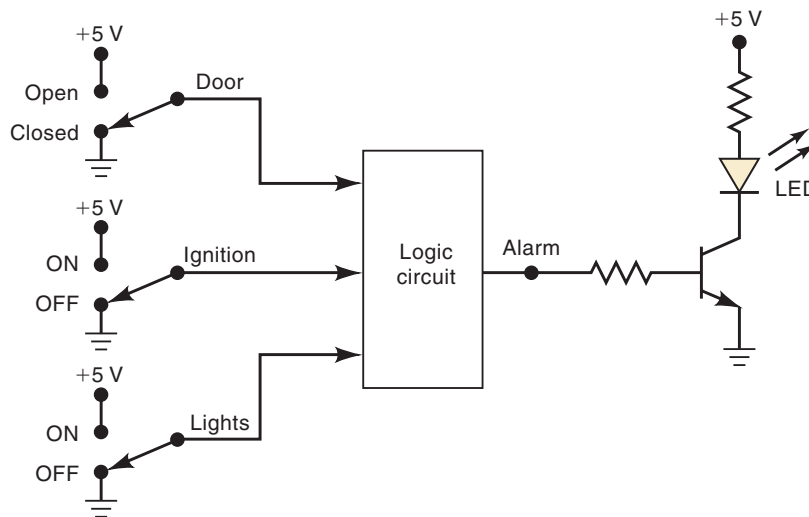 +5 V
Open
Closed
Door
+5 V
ON
OFF
Ignition
+5 V
ON
OFF
Lights
Logic
circuit
Alarm
+5 V
LED